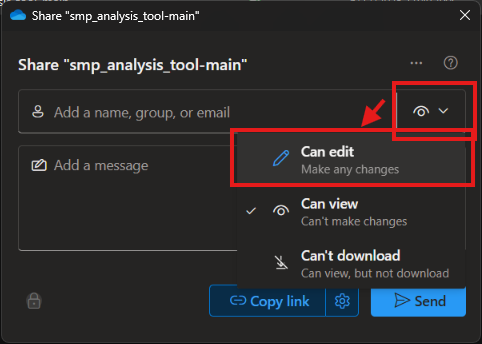 Share "smp_analysis_tool-main"
Share "smp_analysis_tool-main"
Add a name, group, or email
Add a message
Can edit
Make any changes
Can view
Can't make changes
Can't download
Can view, but not download
Copy link
Send